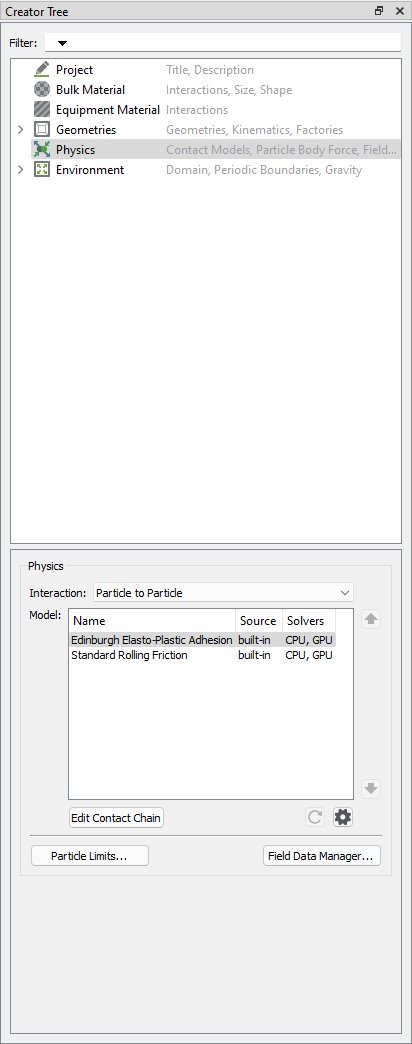 Creator Tree
Filter:
Project Title, Description
Bulk Material Interactions, Size, Shape
Equipment Material Interactions
Geometries Geometries, Kinematics, Factories
Physics Contact Models, Particle Body Force, Field...
Environment Domain, Periodic Boundaries, Gravity
Physics
Interaction: Particle to Particle
Model: Name Source Solvers
Edinburgh Elasto-Plastic Adhesion built-in CPU, GPU
Standard Rolling Friction built-in CPU, GPU
Edit Contact Chain
Particle Limits... Field Data Manager...